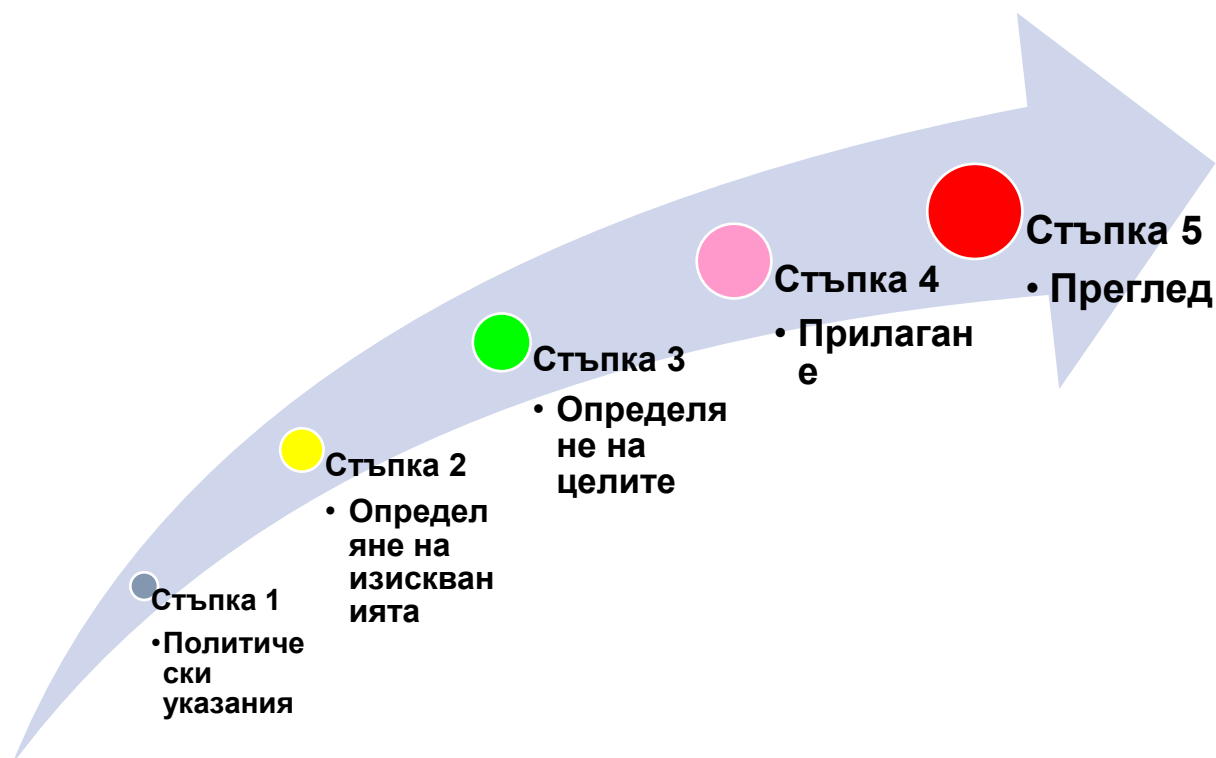 Стъпка 1
•Политиче
ски
указания
Стъпка 2
• Определ
яне на
изискван
ията
Стъпка 3
• Определя
не на
целите
Стъпка 4
• Прилаган
е
Стъпка 5
• Преглед